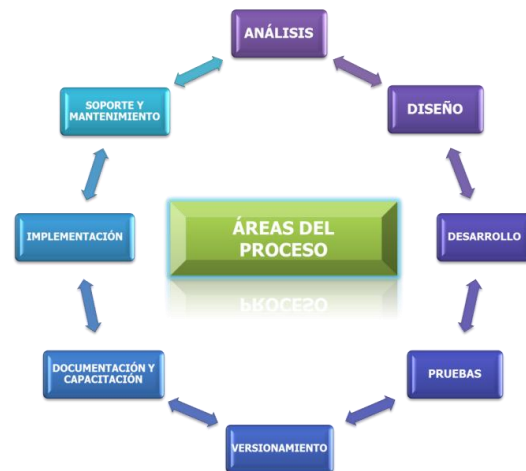 ANÁLISIS
DISEÑO
DESARROLLO
PRUEBAS
VERSIONAMIENTO
DOCUMENTACIÓN Y
CAPACITACIÓN
IMPLEMENTACIÓN
SOPORTE Y
MANTENIMIENTO
ÁREAS DEL
PROCESO